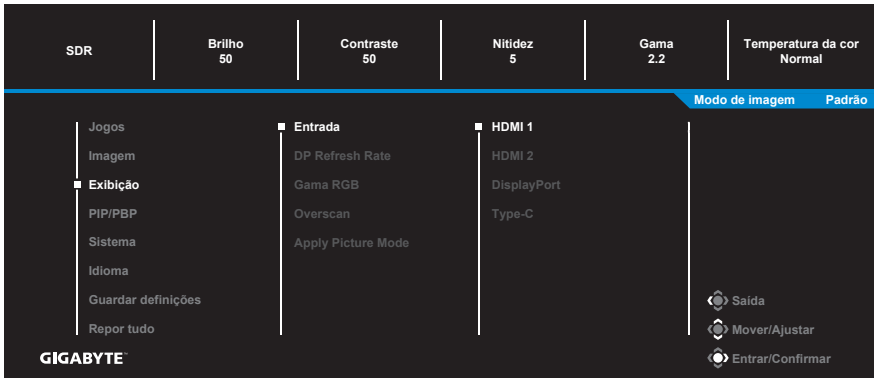 SDR
Brilho
50
Contraste
50
Nitidez
5
Gama
2.2
Temperatura da cor
Normal
Modo de imagem Padrão
Jogos
Imagem
Exibição
PIP/PBP
Sistema
Idioma
Guardar definições
Repor tudo
Entrada
DP Refresh Rate
Gama RGB
Overscan
Apply Picture Mode
HDMI 1
HDMI 2
DisplayPort
Type-C
Saída
Mover/Ajustar
Entrar/Confirmar
GIGABYTE™